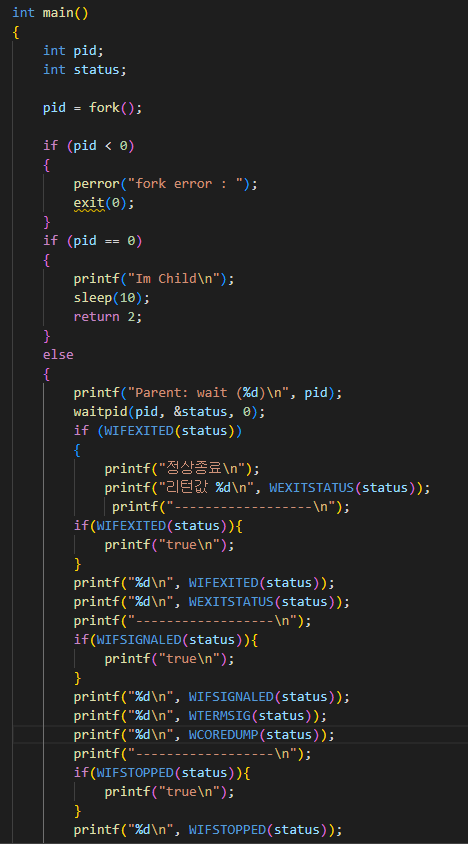 int main()
{
    int pid;
    int status;

    pid = fork();

    if (pid < 0)
    {
        perror("fork error : ");
        exit(0);
    }
    if (pid == 0)
    {
        printf("Im Child\n");
        sleep(10);
        return 2;
    }
    else
    {
        printf("Parent: wait (%d)\n", pid);
        waitpid(pid, &status, 0);
        if (WIFEXITED(status))
        {
            printf("정상종료\n");
            printf("리턴값 %d\n", WEXITSTATUS(status));
             printf("------------------\n");
        if(WIFEXITED(status)){
            printf("true\n");
        }
        printf("%d\n", WIFEXITED(status));
        printf("%d\n", WEXITSTATUS(status));
        printf("------------------\n");
        if(WIFSIGNALED(status)){
            printf("true\n");
        }
        printf("%d\n", WIFSIGNALED(status));
        printf("%d\n", WTERMSIG(status));
        printf("%d\n", WCOREDUMP(status));
        printf("------------------\n");
        if(WIFSTOPPED(status)){
            printf("true\n");
        }
        printf("%d\n", WIFSTOPPED(status));